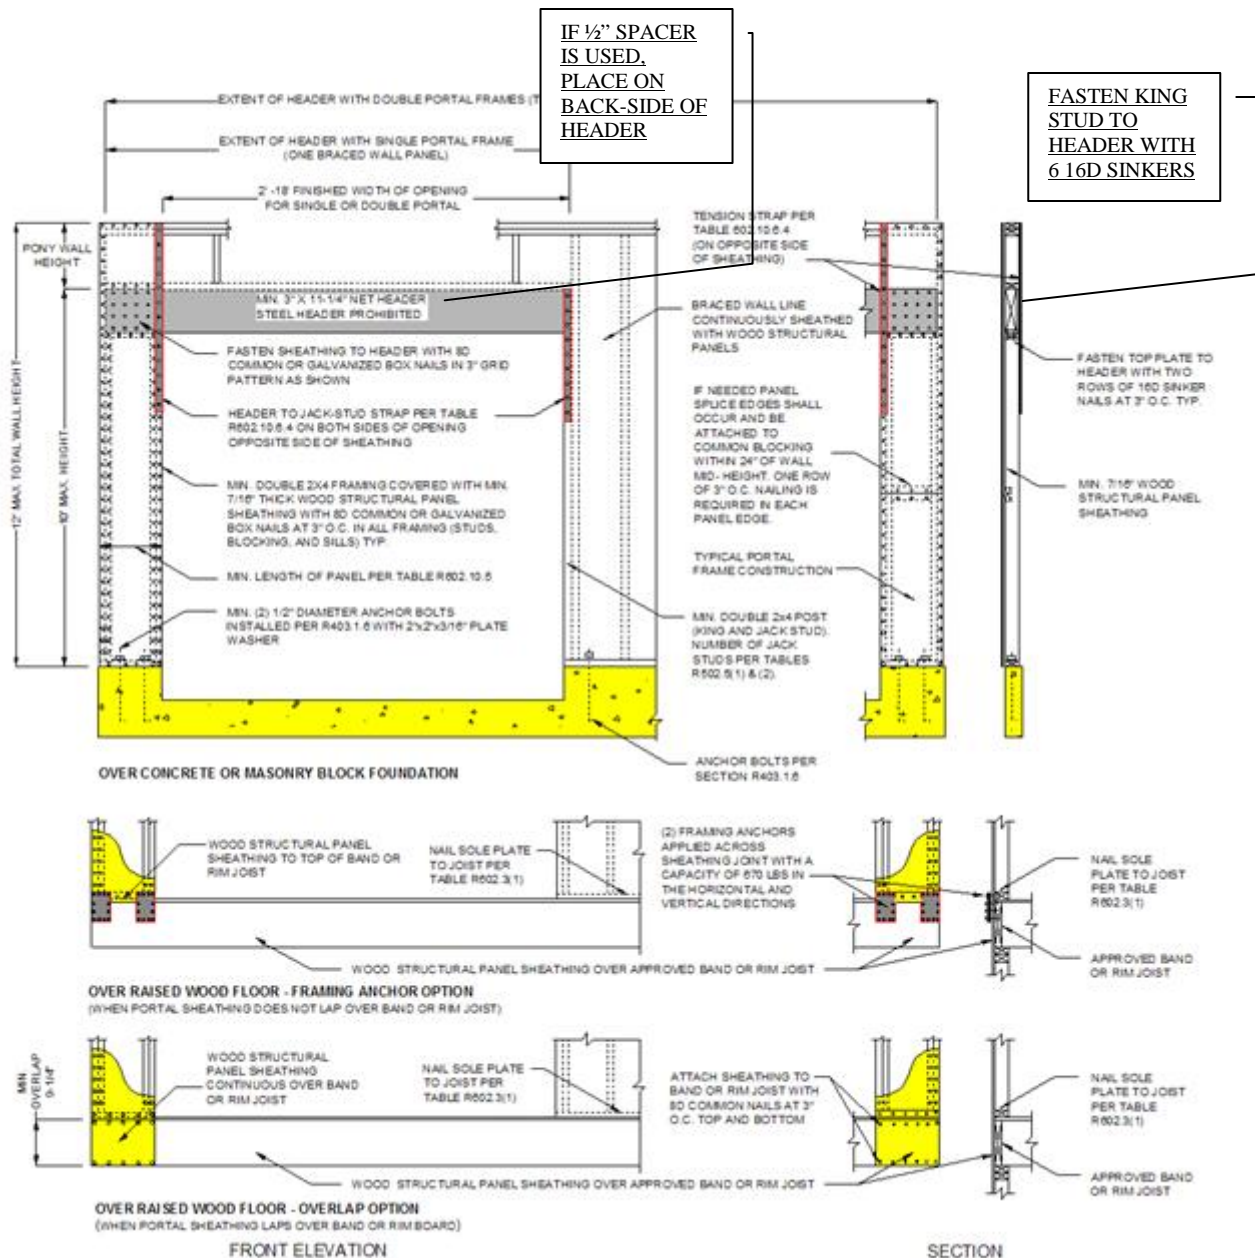 IF ½” SPACER
IS USED,
PLACE ON
BACK-SIDE OF
HEADER
FASTEN KING
STUD TO
HEADER WITH
6 16D SINKERS
EXTENT OF HEADER WITH DOUBLE PORTAL FRAMES (T
EXTENT OF HEADER WITH SINGLE PORTAL FRAME
(ONE BRACED WALL PANEL)
2' -18' FINISHED WIDTH OF OPENING
FOR SINGLE OR DOUBLE PORTAL
PONY WALL
HEIGHT
12' MAX TOTAL WALL HEIGHT
10' MAX. HEIGHT
MIN. 3" X 11-1/4" NET HEADER
STEEL HEADER PROHIBITED
FASTEN SHEATHING TO HEADER WITH 8D
COMMON OR GALVANIZED BOX NAILS IN 3" GRID
PATTERN AS SHOWN
HEADER TO JACK-STUD STRAP PER TABLE
R602.10.6.4 ON BOTH SIDES OF OPENING
OPPOSITE SIDE OF SHEATHING
MIN. DOUBLE 2X4 FRAMING COVERED WITH MIN.
7/16" THICK WOOD STRUCTURAL PANEL
SHEATHING WITH 8D COMMON OR GALVANIZED
BOX NAILS AT 3" O.C. IN ALL FRAMING (STUDS,
BLOCKING, AND SILLS) TYP.
MIN. LENGTH OF PANEL PER TABLE R602.10.5
MIN. (2) 1/2" DIAMETER ANCHOR BOLTS
INSTALLED PER R403.1.6 WITH 2"x2"x3/16" PLATE
WASHER
TENSION STRAP PER
TABLE 602.10.6.4
(ON OPPOSITE SIDE
OF SHEATHING)
BRACED WALL LINE
CONTINUOUSLY SHEATHED
WITH WOOD STRUCTURAL
PANELS
IF NEEDED PANEL
SPLICE EDGES SHALL
OCCUR AND BE
ATTACHED TO
COMMON BLOCKING
WITHIN 24" OF WALL
MID- HEIGHT. ONE ROW
OF 3" O.C. NAILING IS
REQUIRED IN EACH
PANEL EDGE.
TYPICAL PORTAL
FRAME CONSTRUCTION
MIN. DOUBLE 2x4 POST
(KING AND JACK STUD).
NUMBER OF JACK
STUDS PER TABLES
R502.5(1) & (2).
ANCHOR BOLTS PER
SECTION R403.1.6
FASTEN TOP PLATE TO
HEADER WITH TWO
ROWS OF 16D SINKER
NAILS AT 3" O.C. TYP.
MIN. 7/16" WOOD
STRUCTURAL PANEL
SHEATHING
OVER CONCRETE OR MASONRY BLOCK FOUNDATION
WOOD STRUCTURAL PANEL
SHEATHING TO TOP OF BAND OR
RIM JOIST
NAIL SOLE PLATE
TO JOIST PER
TABLE R602.3(1)
(2) FRAMING ANCHORS
APPLIED ACROSS
SHEATHING JOINT WITH A
CAPACITY OF 670 LBS IN
THE HORIZONTAL AND
VERTICAL DIRECTIONS
NAIL SOLE
PLATE TO JOIST
PER TABLE
R602.3(1)
WOOD STRUCTURAL PANEL SHEATHING OVER APPROVED BAND OR RIM JOIST
APPROVED BAND
OR RIM JOIST
OVER RAISED WOOD FLOOR - FRAMING ANCHOR OPTION
(WHEN PORTAL SHEATHING DOES NOT LAP OVER BAND OR RIM JOIST)
MIN
OVERLAP
9-1/4"
WOOD STRUCTURAL
PANEL SHEATHING
CONTINUOUS OVER BAND
OR RIM JOIST
NAIL SOLE PLATE
TO JOIST PER
TABLE R602.3(1)
ATTACH SHEATHING TO
BAND OR RIM JOIST WITH
8D COMMON NAILS AT 3"
O.C. TOP AND BOTTOM
NAIL SOLE
PLATE TO JOIST
PER TABLE
R602.3(1)
WOOD STRUCTURAL PANEL SHEATHING OVER APPROVED BAND OR RIM JOIST
APPROVED BAND
OR RIM JOIST
OVER RAISED WOOD FLOOR - OVERLAP OPTION
(WHEN PORTAL SHEATHING LAPS OVER BAND OR RIM BOARD)
FRONT ELEVATION
SECTION